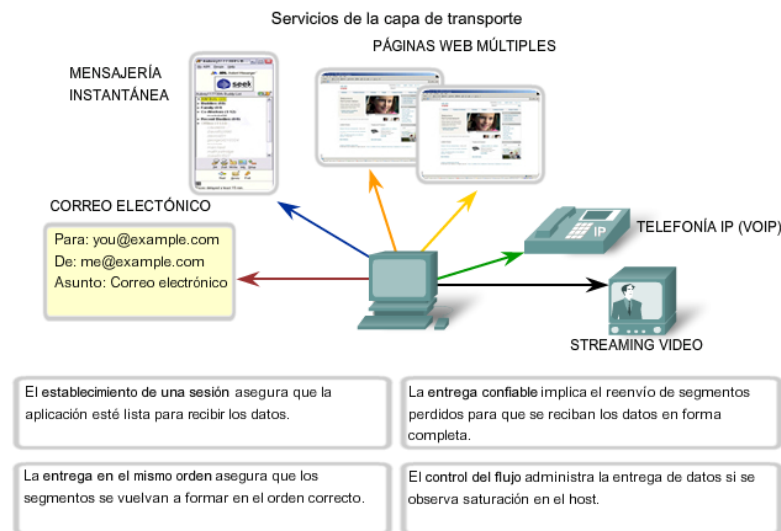 Servicios de la capa de transporte
PÁGINAS WEB MÚLTIPLES
MENSAJERÍA
INSTANTÁNEA
seek
CORREO ELECTRÓNICO
Para: you@example.com
De: me@example.com
Asunto: Correo electrónico
IP
TELEFONÍA IP (VOIP)
STREAMING VIDEO
El establecimiento de una sesión asegura que la
aplicación esté lista para recibir los datos.
La entrega confiable implica el reenvío de segmentos
perdidos para que se reciban los datos en forma
completa.
La entrega en el mismo orden asegura que los
segmentos se vuelvan a formar en el orden correcto.
El control del flujo administra la entrega de datos si se
observa saturación en el host.